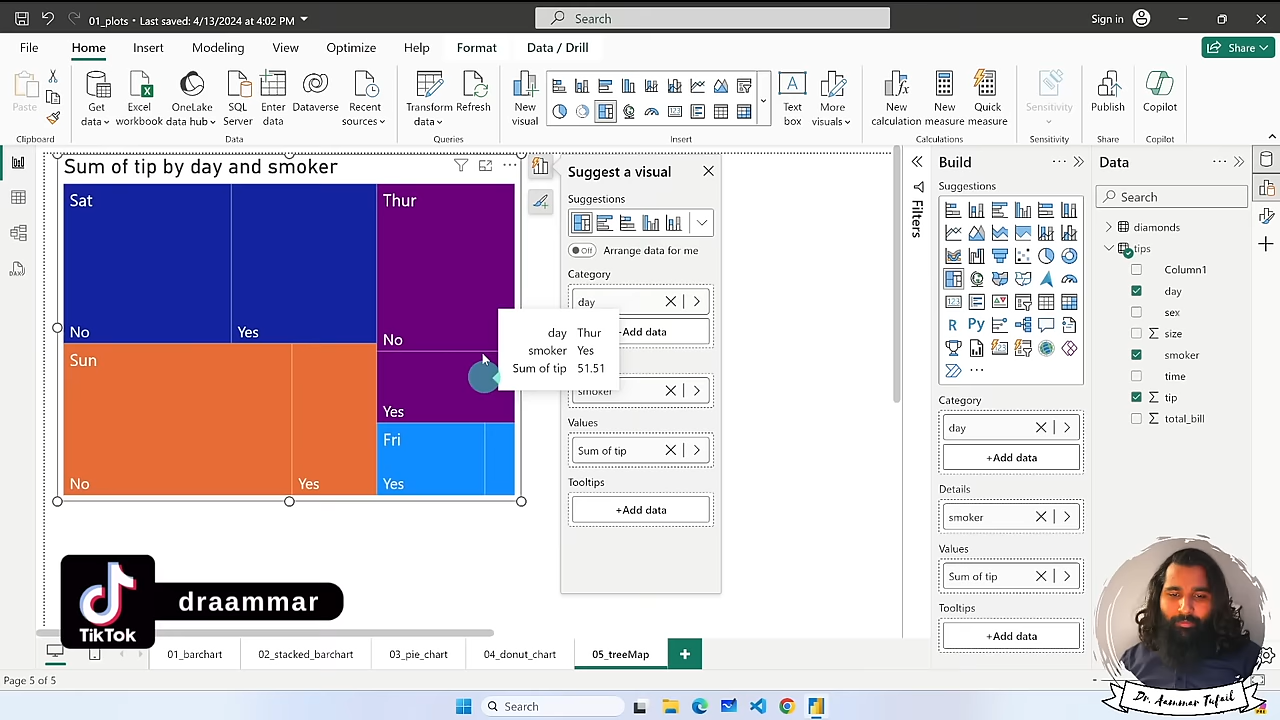 01_plots • Last saved: 4/13/2024 at 4:02 PM
Search
Sign in
File
Home
Insert
Modeling
View
Optimize
Help
Format
Data / Drill
Share
Paste
Get data
Excel workbook
OneLake data hub
SQL Server
Enter data
Dataverse
Recent sources
Transform data
Refresh
New visual
Text box
More visuals
New calculation
New measure
Quick measure
Sensitivity
Publish
Copilot
Clipboard
Data
Queries
Insert
Calculations
Sensitivity
Share
Copilot
Sum of tip by day and smoker
Sat
No
Yes
Sun
No
Yes
Thur
No
Yes
Fri
Yes
day Thur
smoker Yes
Sum of tip 51.51
Suggest a visual
Suggestions
Off
Arrange data for me
Category
day
+Add data
smoker
Values
Sum of tip
Tooltips
+Add data
Filters
Build
Suggestions
R
Py
Category
day
+Add data
Details
smoker
Values
Sum of tip
Tooltips
+Add data
Data
Search
diamonds
tips
Column1
day
sex
size
smoker
time
tip
total_bill
TikTok
draammar
01_barchart
02_stacked_barchart
03_pie_chart
04_donut_chart
05_treeMap
Page 5 of 5
Search
Dr. Aammar Tufail